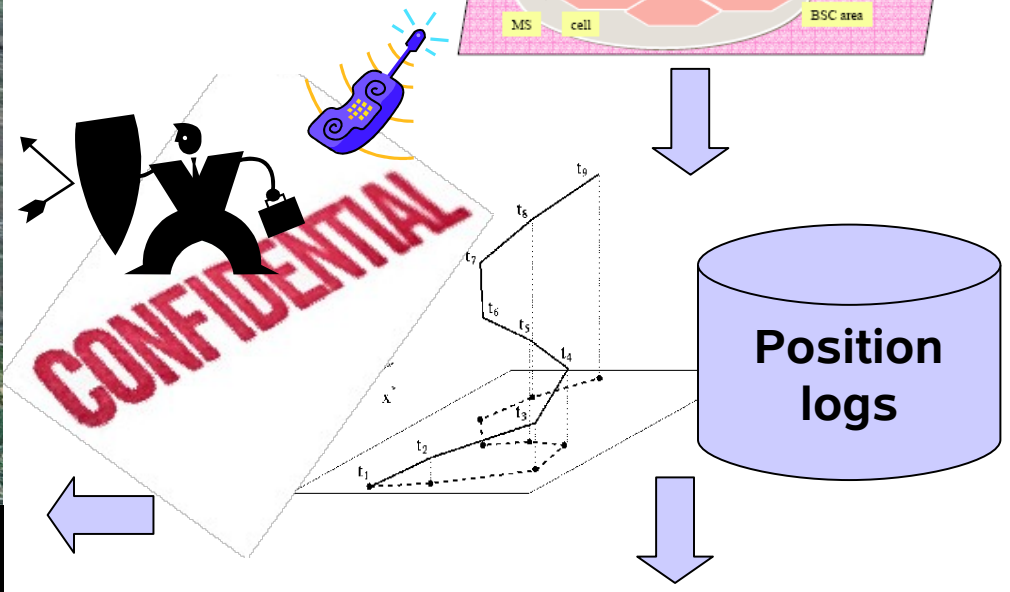 MS
cell
BSC area
CONFIDENTIAL
t9
t8
t7
t6
t5
t4
x
t3
t2
t1
Position
logs